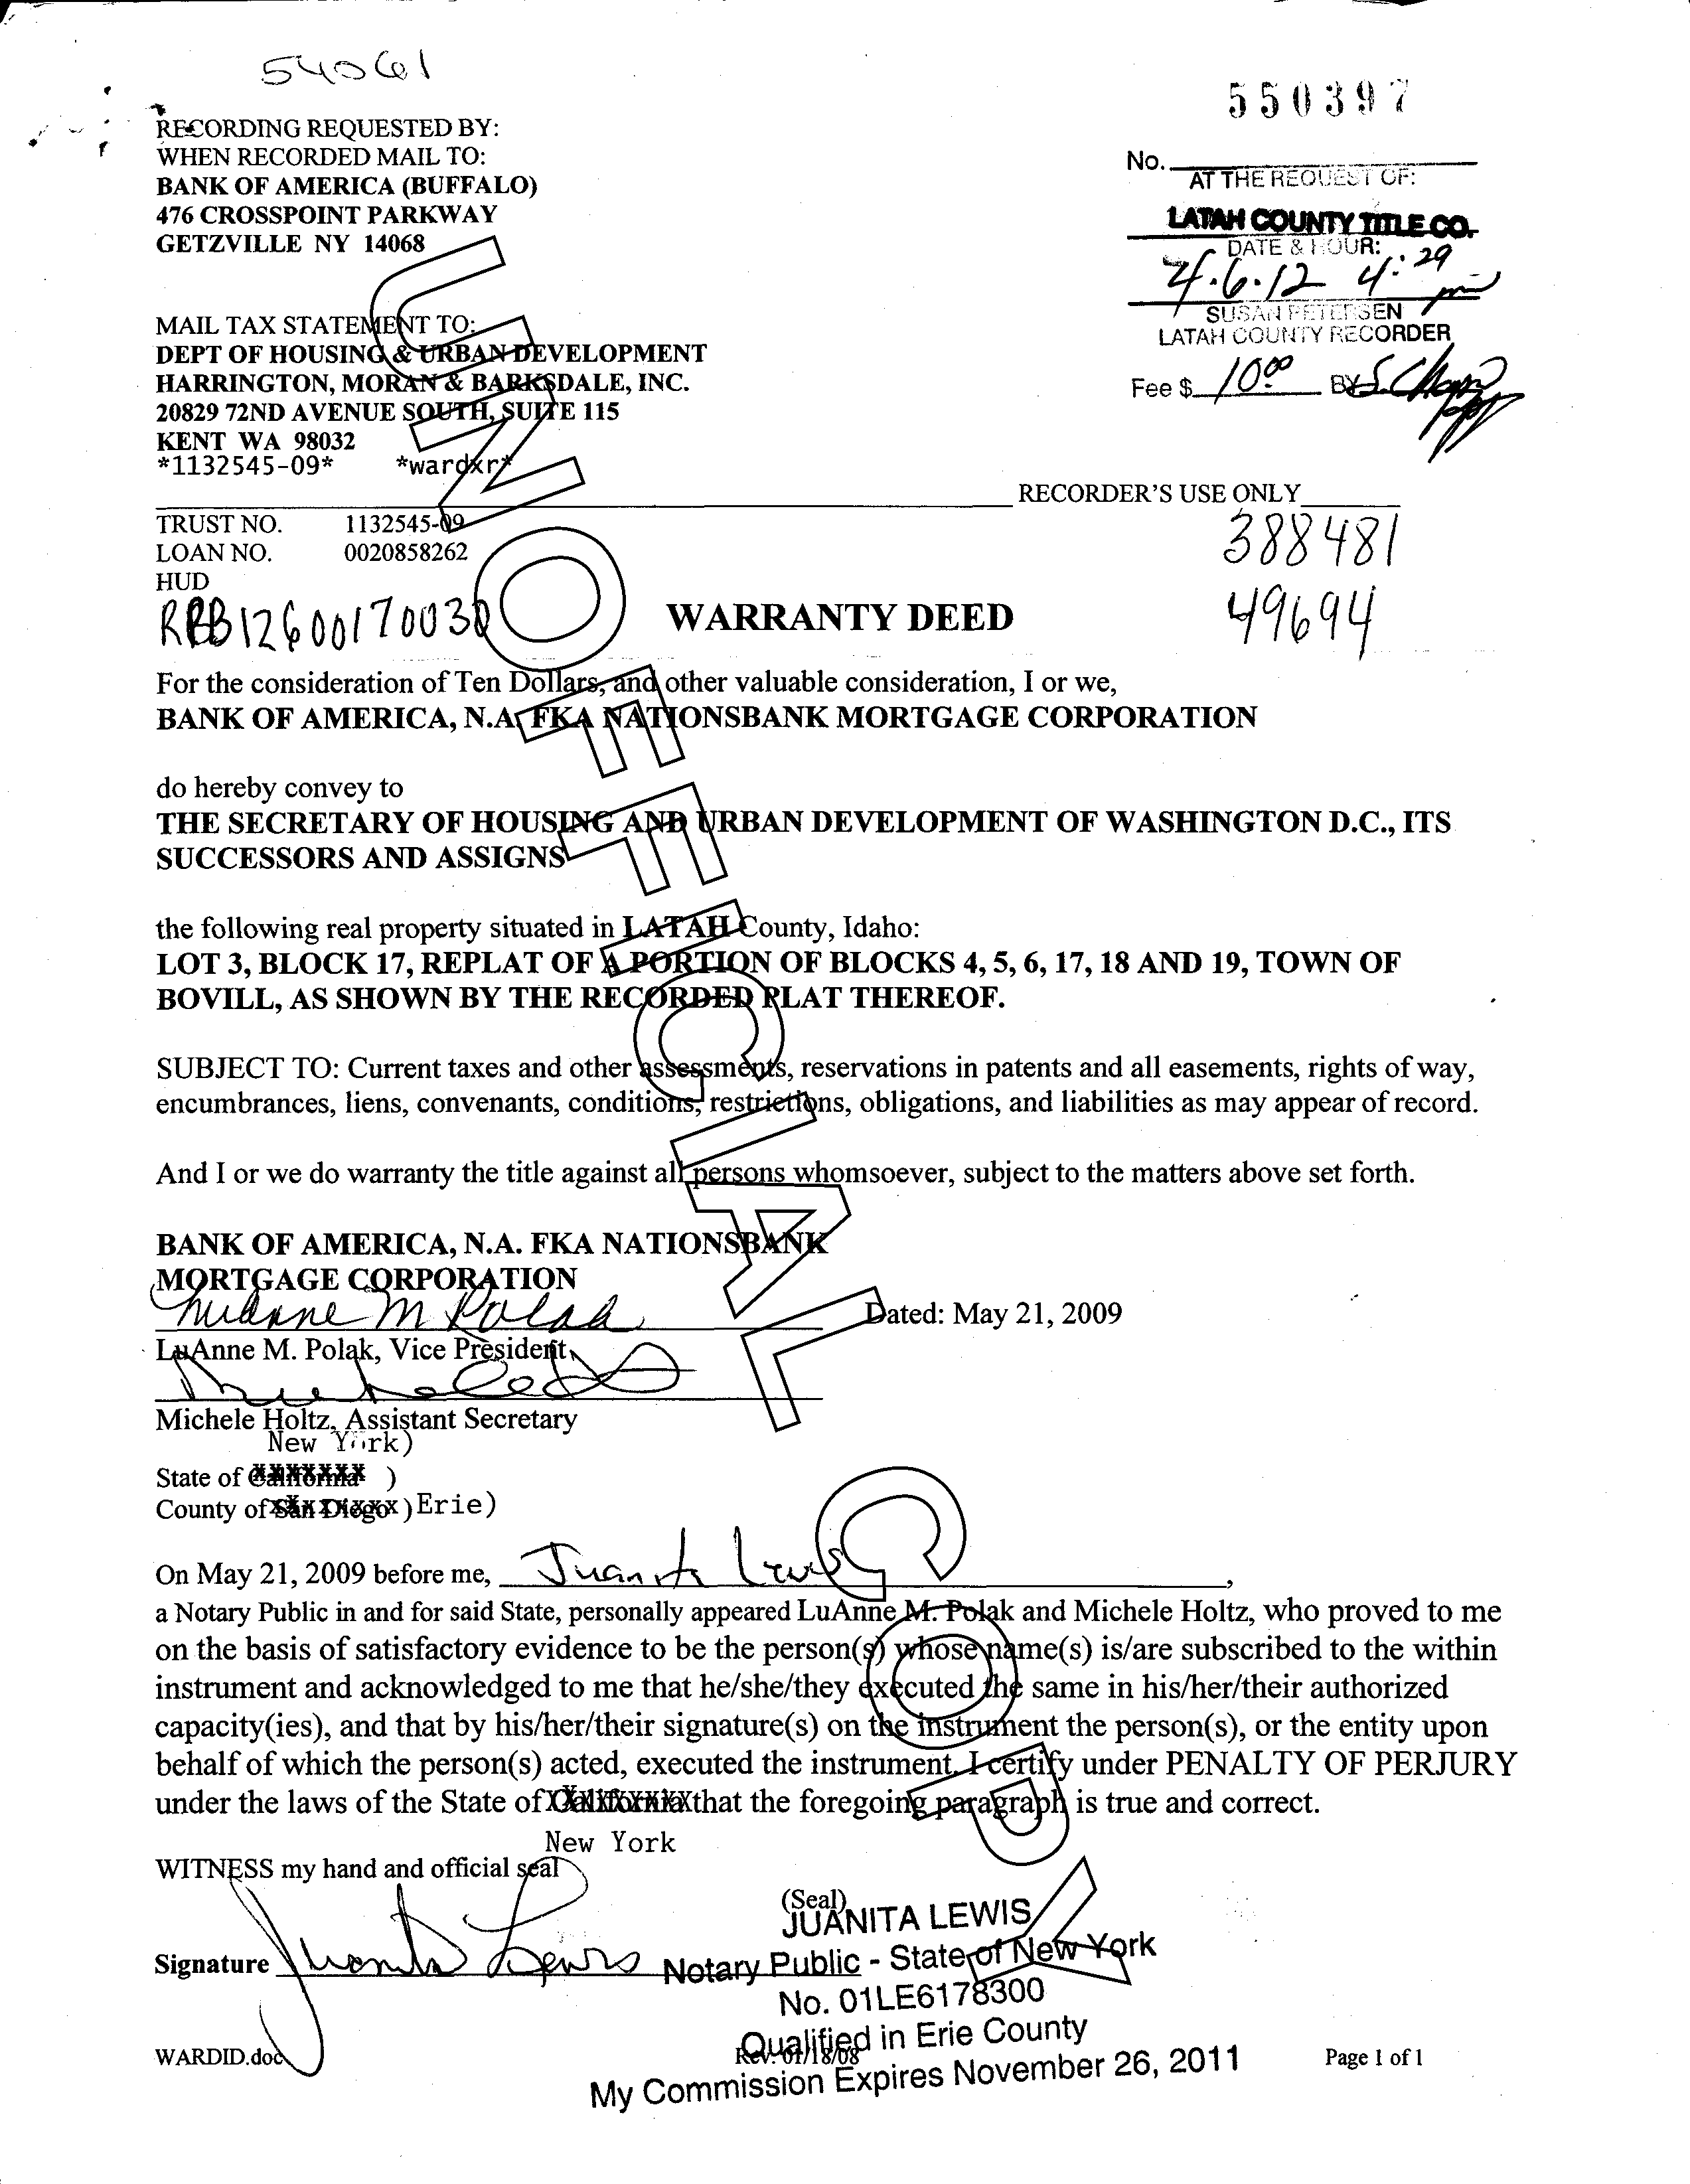 54061
550397
RECORDING REQUESTED BY:
WHEN RECORDED MAIL TO:
BANK OF AMERICA (BUFFALO)
476 CROSSPOINT PARKWAY
GETZVILLE NY 14068
No.
AT THE REQUEST OF:
LATAH COUNTY TITLE CO.
DATE & HOUR:
4.6.12 4:29 pm
SUSAN PETERSEN
LATAH COUNTY RECORDER
Fee $ 10.00 BY
MAIL TAX STATEMENT TO:
DEPT OF HOUSING & URBAN DEVELOPMENT
HARRINGTON, MORAN & BARKSDALE, INC.
20829 72ND AVENUE SOUTH, SUITE 115
KENT WA 98032
*1132545-09* *wardxr*
RECORDER'S USE ONLY
TRUST NO. 1132545-09
LOAN NO. 0020858262
HUD
388481
RRB12600170030
WARRANTY DEED
49694
For the consideration of Ten Dollars, and other valuable consideration, I or we,
BANK OF AMERICA, N.A. FKA NATIONSBANK MORTGAGE CORPORATION
do hereby convey to
THE SECRETARY OF HOUSING AND URBAN DEVELOPMENT OF WASHINGTON D.C., ITS
SUCCESSORS AND ASSIGNS
the following real property situated in LATAH County, Idaho:
LOT 3, BLOCK 17, REPLAT OF A PORTION OF BLOCKS 4, 5, 6, 17, 18 AND 19, TOWN OF
BOVILL, AS SHOWN BY THE RECORDED PLAT THEREOF.
SUBJECT TO: Current taxes and other assessments, reservations in patents and all easements, rights of way,
encumbrances, liens, convenants, conditions, restrictions, obligations, and liabilities as may appear of record.
And I or we do warranty the title against all persons whomsoever, subject to the matters above set forth.
BANK OF AMERICA, N.A. FKA NATIONSBANK
MORTGAGE CORPORATION
LuAnne M Polak
Dated: May 21, 2009
LuAnne M. Polak, Vice President
Michele Holtz, Assistant Secretary
New York)
State of California )
County of San Diego ) Erie)
On May 21, 2009 before me, Juanita Lewis,
a Notary Public in and for said State, personally appeared LuAnne M. Polak and Michele Holtz, who proved to me
on the basis of satisfactory evidence to be the person(s) whose name(s) is/are subscribed to the within
instrument and acknowledged to me that he/she/they executed the same in his/her/their authorized
capacity(ies), and that by his/her/their signature(s) on the instrument the person(s), or the entity upon
behalf of which the person(s) acted, executed the instrument. I certify under PENALTY OF PERJURY
under the laws of the State of California that the foregoing paragraph is true and correct.
New York
WITNESS my hand and official seal
(Seal)
JUANITA LEWIS
Signature Juanita Lewis
Notary Public - State of New York
No. 01LE6178300
Qualified in Erie County
My Commission Expires November 26, 2011
WARDID.doc Rev. 01/18/08 Page 1 of 1
UNOFFICIAL COPY